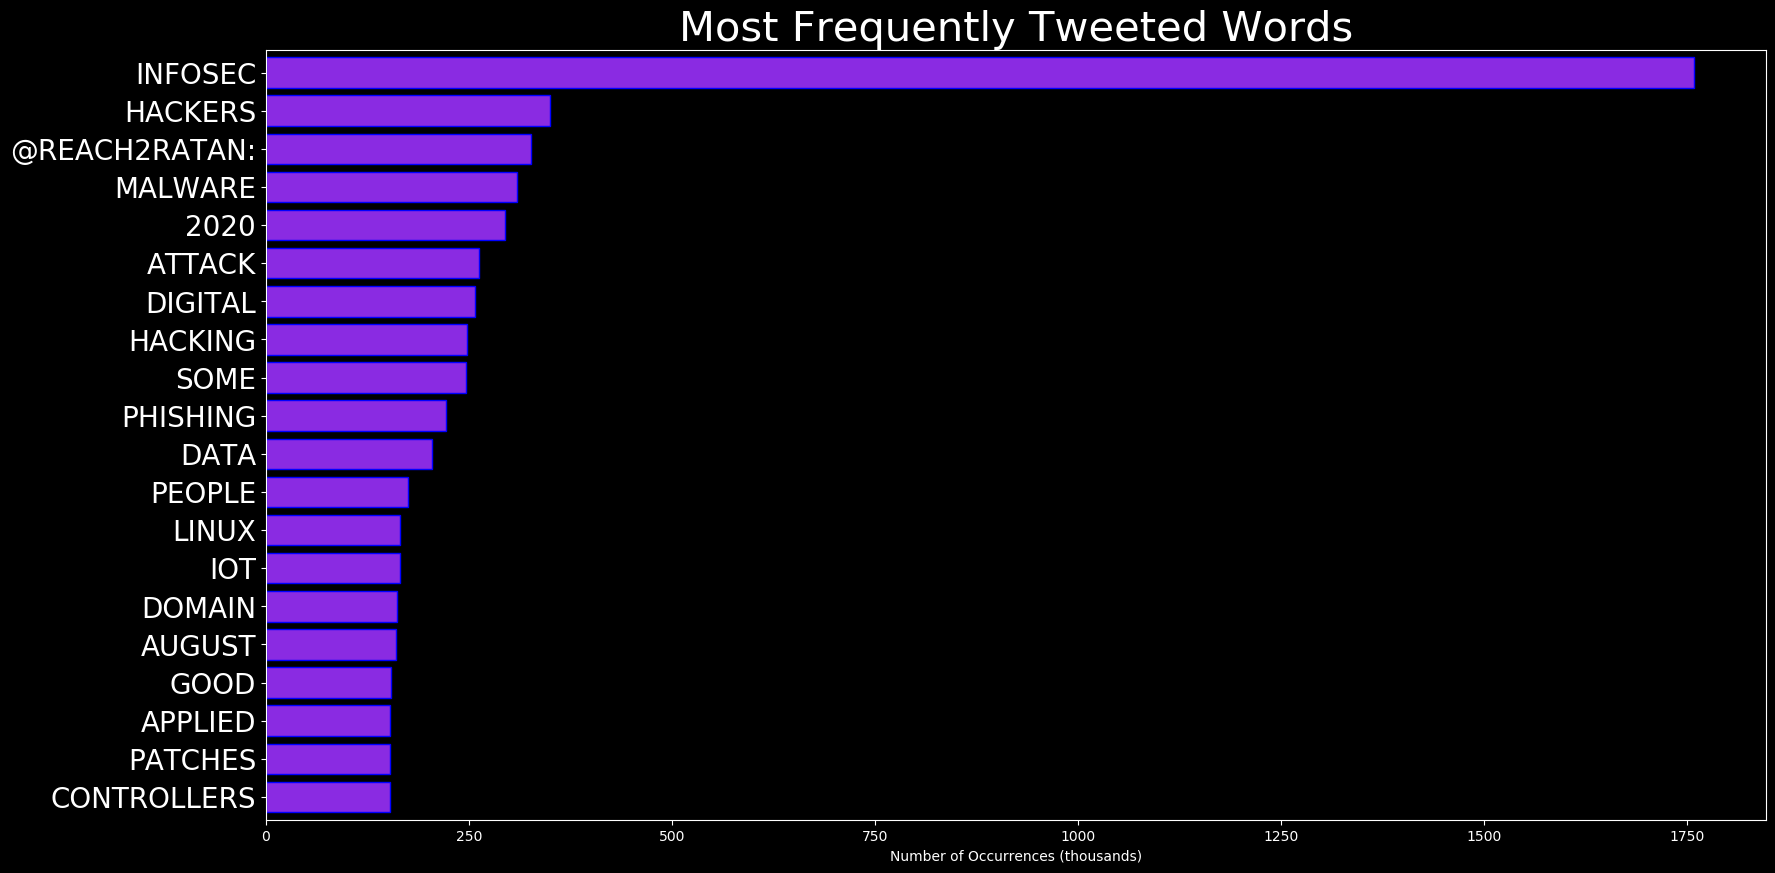 Most Frequently Tweeted Words
INFOSEC
HACKERS
@REACH2RATAN:
MALWARE
2020
ATTACK
DIGITAL
HACKING
SOME
PHISHING
DATA
PEOPLE
LINUX
IOT
DOMAIN
AUGUST
GOOD
APPLIED
PATCHES
CONTROLLERS
0 250 500 750 1000 1250 1500 1750
Number of Occurrences (thousands)